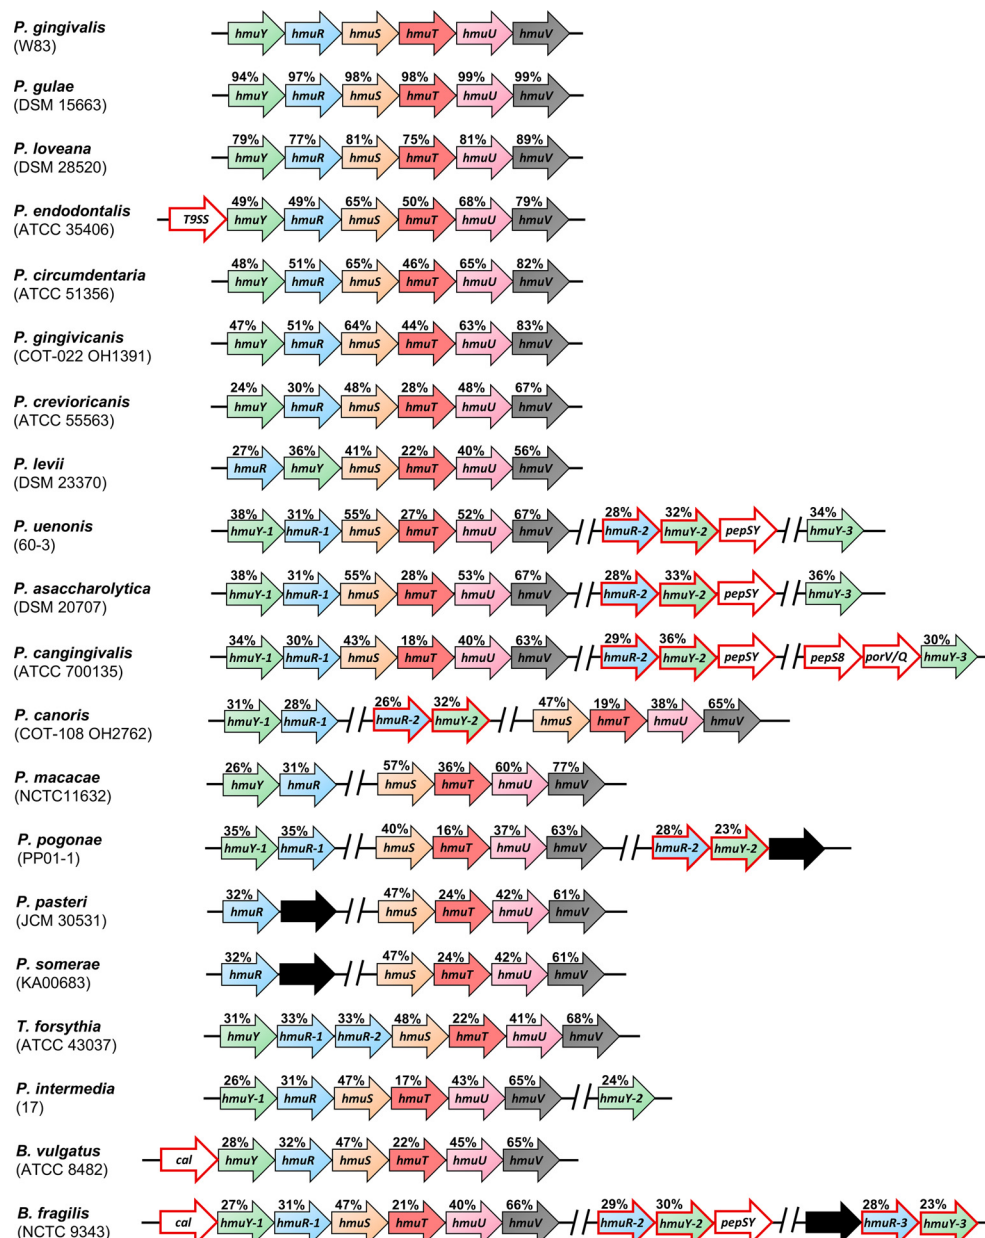 P. gingivalis
(W83)
hmuY hmuR hmuS hmuT hmuU hmuV
94% 97% 98% 98% 99% 99%
P. gulae
(DSM 15663)
hmuY hmuR hmuS hmuT hmuU hmuV
79% 77% 81% 75% 81% 89%
P. loveana
(DSM 28520)
hmuY hmuR hmuS hmuT hmuU hmuV
49% 49% 65% 50% 68% 79%
P. endodontalis
(ATCC 35406)
T9SS hmuY hmuR hmuS hmuT hmuU hmuV
48% 51% 65% 46% 65% 82%
P. circumdentaria
(ATCC 51356)
hmuY hmuR hmuS hmuT hmuU hmuV
47% 51% 64% 44% 63% 83%
P. gingivicanis
(COT-022 OH1391)
hmuY hmuR hmuS hmuT hmuU hmuV
24% 30% 48% 28% 48% 67%
P. crevioricanis
(ATCC 55563)
hmuY hmuR hmuS hmuT hmuU hmuV
27% 36% 41% 22% 40% 56%
P. levii
(DSM 23370)
hmuR hmuY hmuS hmuT hmuU hmuV
38% 31% 55% 27% 52% 67% 28% 32% 34%
P. uenonis
(60-3)
hmuY-1 hmuR-1 hmuS hmuT hmuU hmuV hmuR-2 hmuY-2 pepSY hmuY-3
38% 31% 55% 28% 53% 67% 28% 33% 36%
P. asaccharolytica
(DSM 20707)
hmuY-1 hmuR-1 hmuS hmuT hmuU hmuV hmuR-2 hmuY-2 pepSY hmuY-3
34% 30% 43% 18% 40% 63% 29% 36% 30%
P. cangingivalis
(ATCC 700135)
hmuY-1 hmuR-1 hmuS hmuT hmuU hmuV hmuR-2 hmuY-2 pepSY pepS8 porV/Q hmuY-3
31% 28% 26% 32% 47% 19% 38% 65%
P. canoris
(COT-108 OH2762)
hmuY-1 hmuR-1 hmuR-2 hmuY-2 hmuS hmuT hmuU hmuV
26% 31% 57% 36% 60% 77%
P. macacae
(NCTC11632)
hmuY hmuR hmuS hmuT hmuU hmuV
35% 35% 40% 16% 37% 63% 28% 23%
P. pogonae
(PP01-1)
hmuY-1 hmuR-1 hmuS hmuT hmuU hmuV hmuR-2 hmuY-2
32% 47% 24% 42% 61%
P. pasteri
(JCM 30531)
hmuR hmuS hmuT hmuU hmuV
32% 47% 24% 42% 61%
P. somerae
(KA00683)
hmuR hmuS hmuT hmuU hmuV
31% 33% 33% 48% 22% 41% 68%
T. forsythia
(ATCC 43037)
hmuY hmuR-1 hmuR-2 hmuS hmuT hmuU hmuV
26% 31% 47% 17% 43% 65% 24%
P. intermedia
(17)
hmuY-1 hmuR hmuS hmuT hmuU hmuV hmuY-2
28% 32% 47% 22% 45% 65%
B. vulgatus
(ATCC 8482)
cal hmuY hmuR hmuS hmuT hmuU hmuV
27% 31% 47% 21% 40% 66% 29% 30% 28% 23%
B. fragilis
(NCTC 9343)
cal hmuY-1 hmuR-1 hmuS hmuT hmuU hmuV hmuR-2 hmuY-2 pepSY hmuR-3 hmuY-3